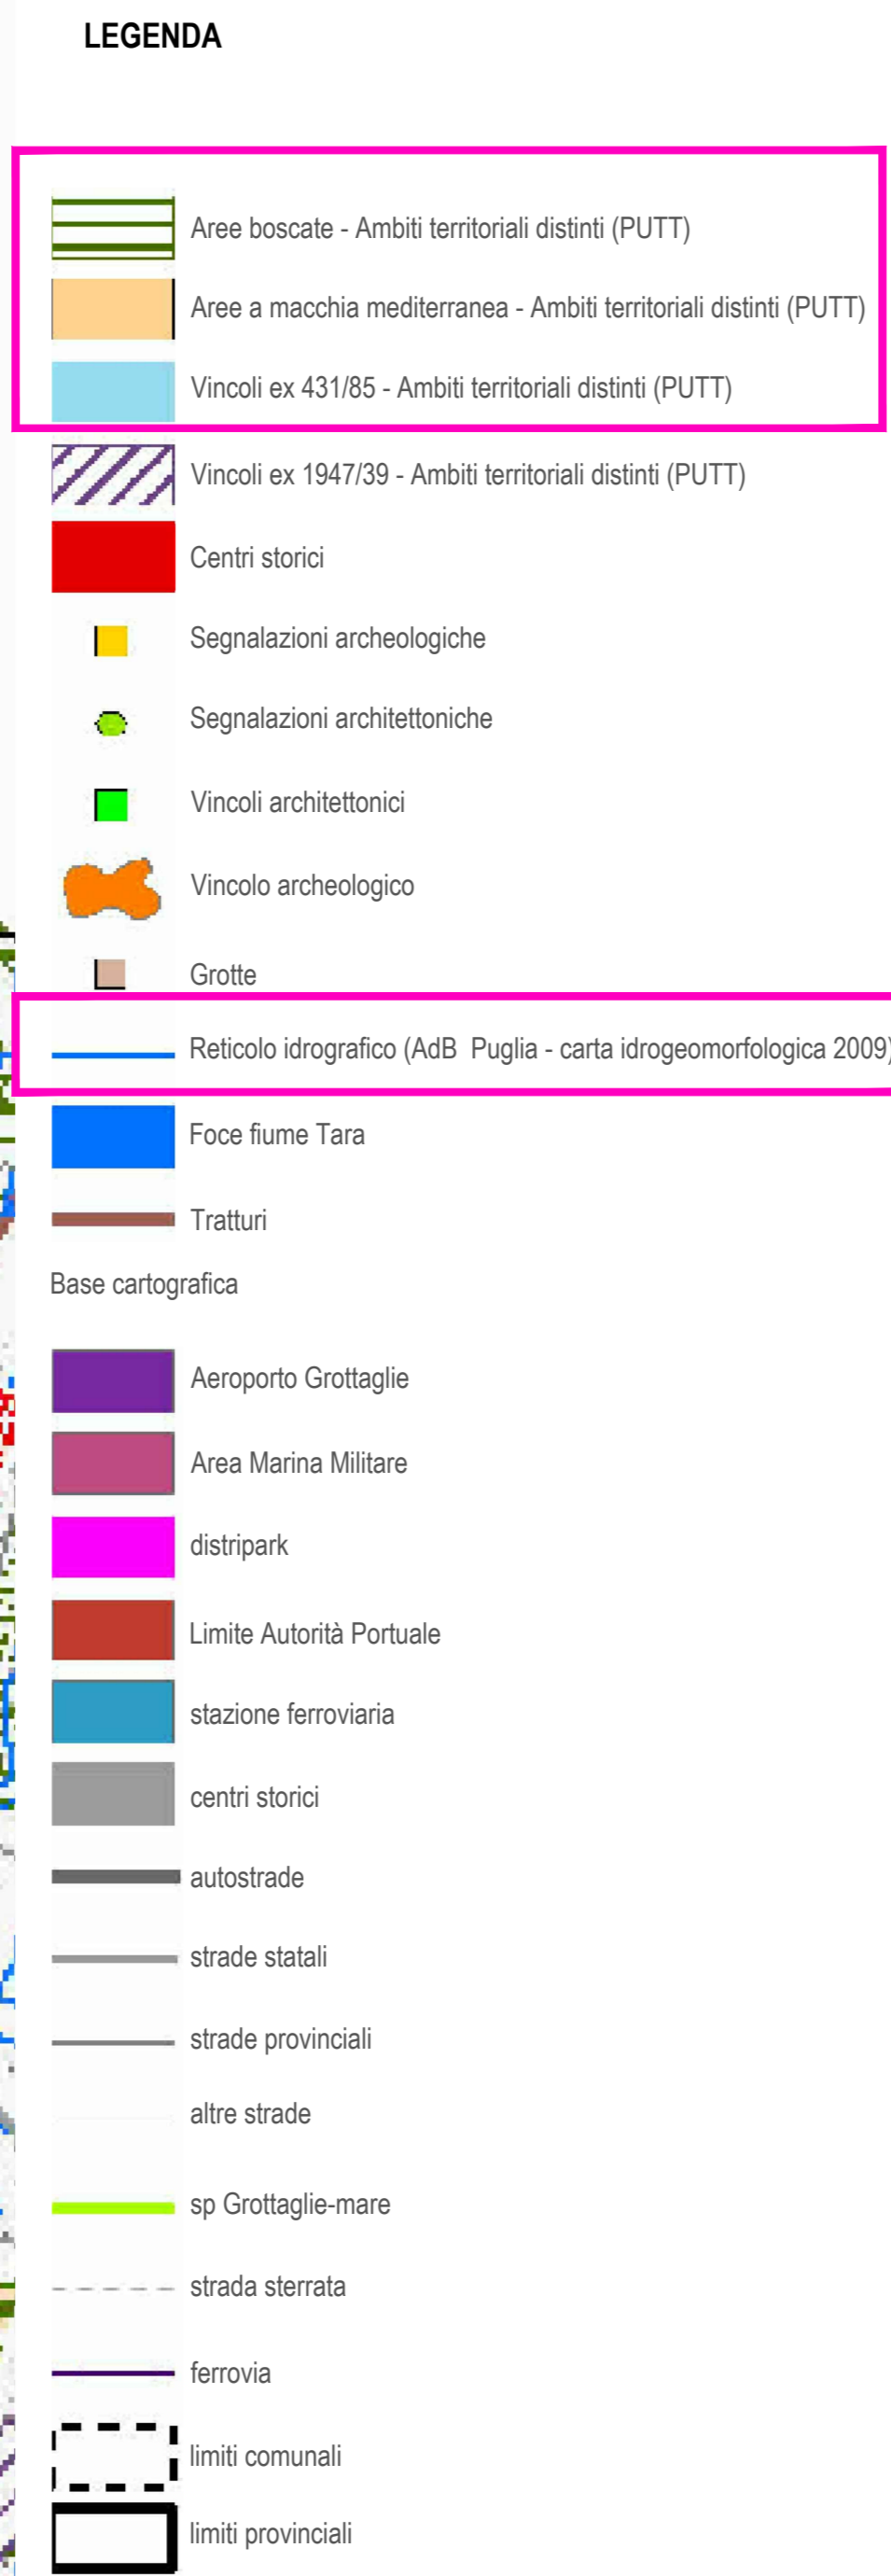 LEGENDA
Aree boscate - Ambiti territoriali distinti (PUTT)
Aree a macchia mediterranea - Ambiti territoriali distinti (PUTT)
Vincoli ex 431/85 - Ambiti territoriali distinti (PUTT)
Vincoli ex 1947/39 - Ambiti territoriali distinti (PUTT)
Centri storici
Segnalazioni archeologiche
Segnalazioni architettoniche
Vincoli architettonici
Vincolo archeologico
Grotte
Reticolo idrografico (AdB Puglia - carta idrogeomorfologica 2009)
Foce fiume Tara
Tratturi
Base cartografica
Aeroporto Grottaglie
Area Marina Militare
distripark
Limite Autorità Portuale
stazione ferroviaria
centri storici
autostrade
strade statali
strade provinciali
altre strade
sp Grottaglie-mare
strada sterrata
ferrovia
limiti comunali
limiti provinciali